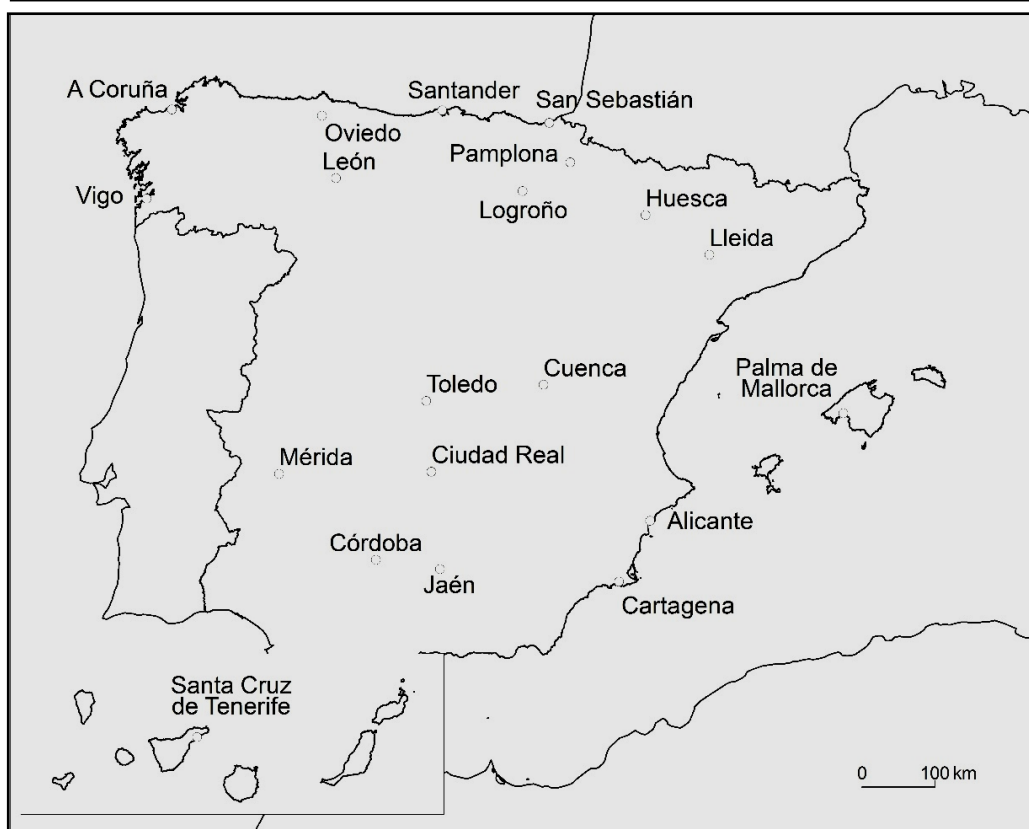 A Coruña
Santander
San Sebastián
Oviedo
León
Pamplona
Vigo
Logroño
Huesca
Lleida
Cuenca
Toledo
Palma de
Mallorca
Mérida
Ciudad Real
Alicante
Córdoba
Jaén
Cartagena
Santa Cruz
de Tenerife
0 100 km